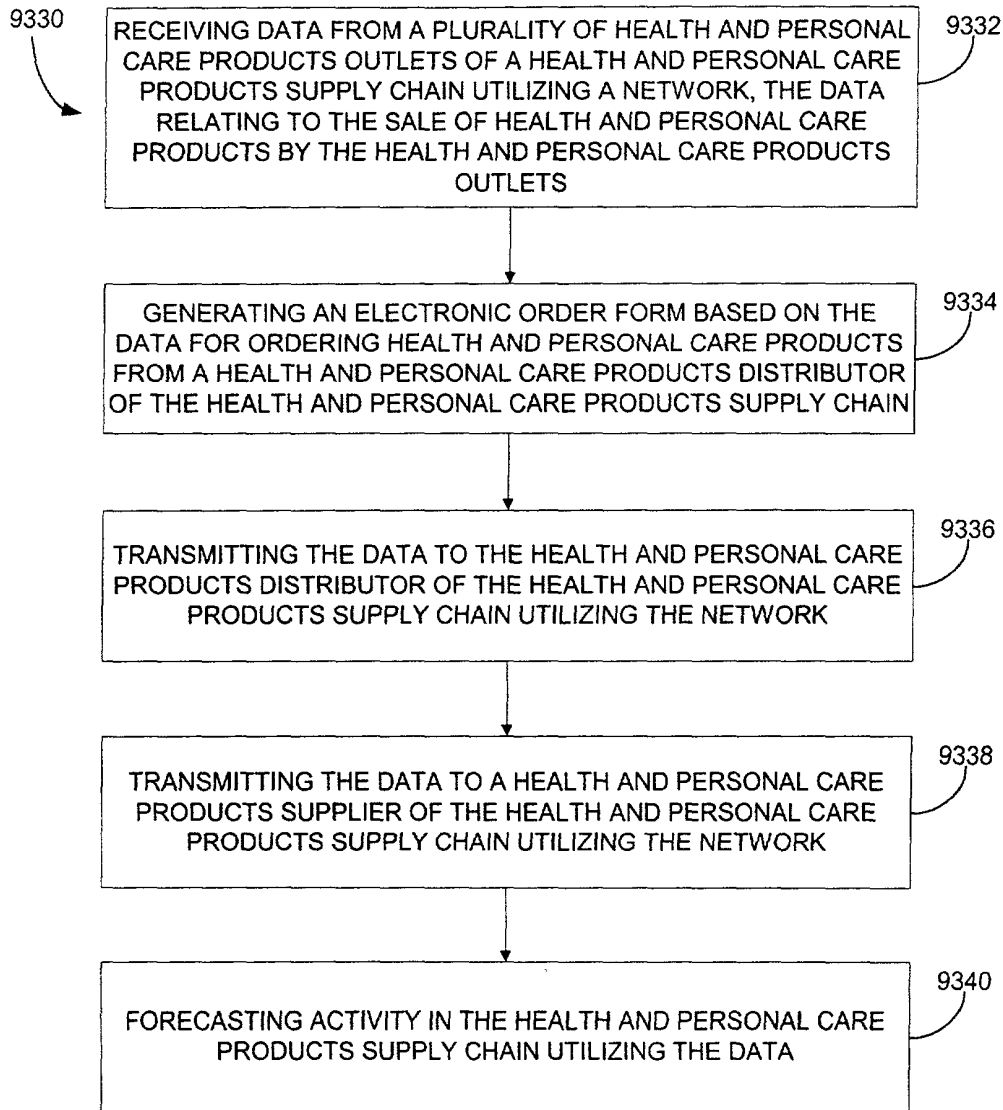 9330
RECEIVING DATA FROM A PLURALITY OF HEALTH AND PERSONAL
CARE PRODUCTS OUTLETS OF A HEALTH AND PERSONAL CARE
PRODUCTS SUPPLY CHAIN UTILIZING A NETWORK, THE DATA
RELATING TO THE SALE OF HEALTH AND PERSONAL CARE
PRODUCTS BY THE HEALTH AND PERSONAL CARE PRODUCTS
OUTLETS
9332
GENERATING AN ELECTRONIC ORDER FORM BASED ON THE
DATA FOR ORDERING HEALTH AND PERSONAL CARE PRODUCTS
FROM A HEALTH AND PERSONAL CARE PRODUCTS DISTRIBUTOR
OF THE HEALTH AND PERSONAL CARE PRODUCTS SUPPLY CHAIN
9334
TRANSMITTING THE DATA TO THE HEALTH AND PERSONAL CARE
PRODUCTS DISTRIBUTOR OF THE HEALTH AND PERSONAL CARE
PRODUCTS SUPPLY CHAIN UTILIZING THE NETWORK
9336
TRANSMITTING THE DATA TO A HEALTH AND PERSONAL CARE
PRODUCTS SUPPLIER OF THE HEALTH AND PERSONAL CARE
PRODUCTS SUPPLY CHAIN UTILIZING THE NETWORK
9338
FORECASTING ACTIVITY IN THE HEALTH AND PERSONAL CARE
PRODUCTS SUPPLY CHAIN UTILIZING THE DATA
9340